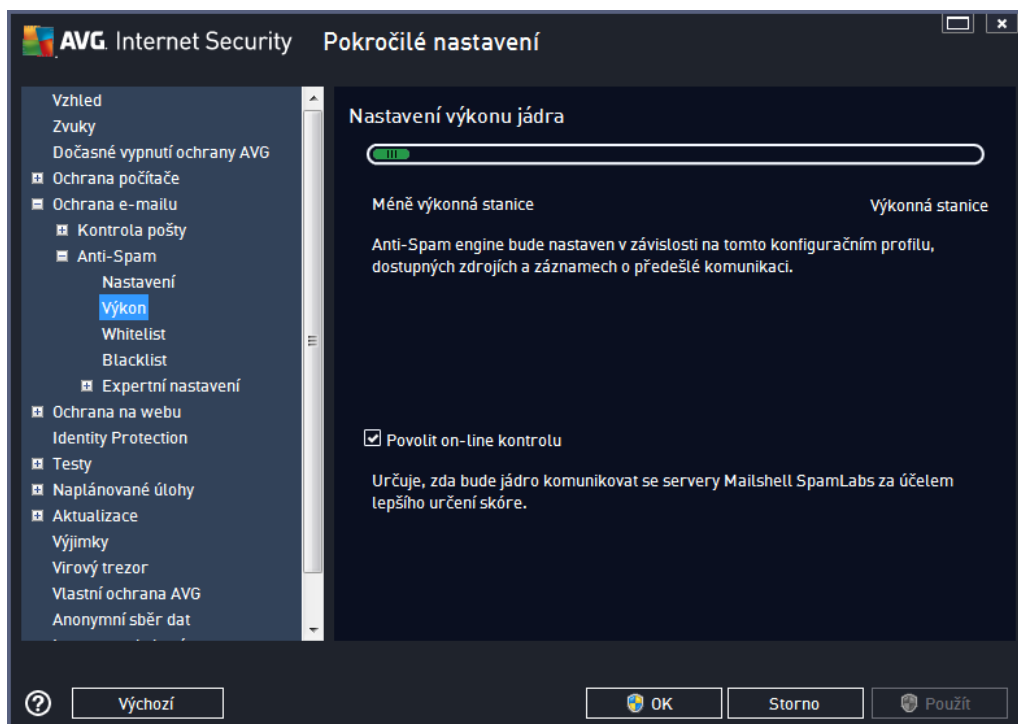 AVG. Internet Security Pokročilé nastavení
Vzhled
Zvuky
Dočasné vypnutí ochrany AVG
Ochrana počítače
Ochrana e-mailu
Kontrola pošty
Anti-Spam
Nastavení
Výkon
Whitelist
Blacklist
Expertní nastavení
Ochrana na webu
Identity Protection
Testy
Naplánované úlohy
Aktualizace
Výjimky
Virový trezor
Vlastní ochrana AVG
Anonymní sběr dat
Nastavení výkonu jádra
Méně výkonná stanice Výkonná stanice
Anti-Spam engine bude nastaven v závislosti na tomto konfiguračním profilu,
dostupných zdrojích a záznamech o předešlé komunikaci.
Povolit on-line kontrolu
Určuje, zda bude jádro komunikovat se servery Mailshell SpamLabs za účelem
lepšího určení skóre.
Výchozí OK Storno Použít